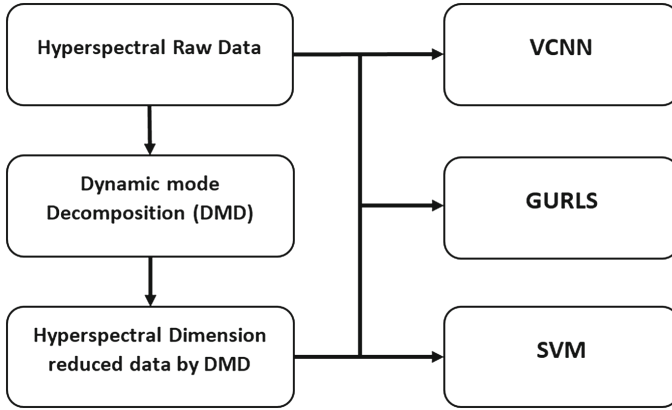 Hyperspectral Raw Data
VCNN
Dynamic mode
Decomposition (DMD)
GURLS
Hyperspectral Dimension
reduced data by DMD
SVM